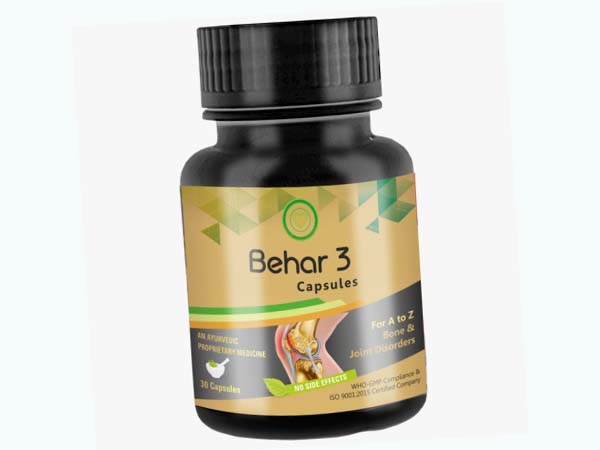 Behar 3
Capsules
AN AYURVEDIC
PROPRIETARY MEDICINE
30 Capsules
For A to Z
Bone &
Joint Disorders
NO SIDE EFFECTS
WHO-GMP Compliance &
ISO 9001:2015 Certified Company